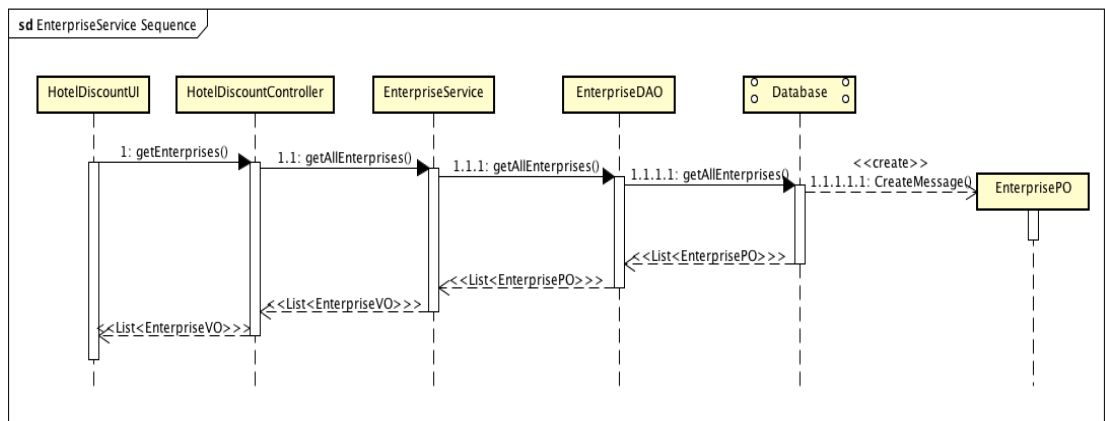 sd EnterpriseService Sequence
HotelDiscountUI
HotelDiscountController
EnterpriseService
EnterpriseDAO
Database
EnterprisePO
1: getEnterprises()
1.1: getAllEnterprises()
1.1.1: getAllEnterprises()
1.1.1.1: getAllEnterprises()
<<create>>
1.1.1.1.1: CreateMessage()
<<List<EnterprisePO>>>
<<List<EnterprisePO>>>
<<List<EnterpriseVO>>>
<<List<EnterpriseVO>>>